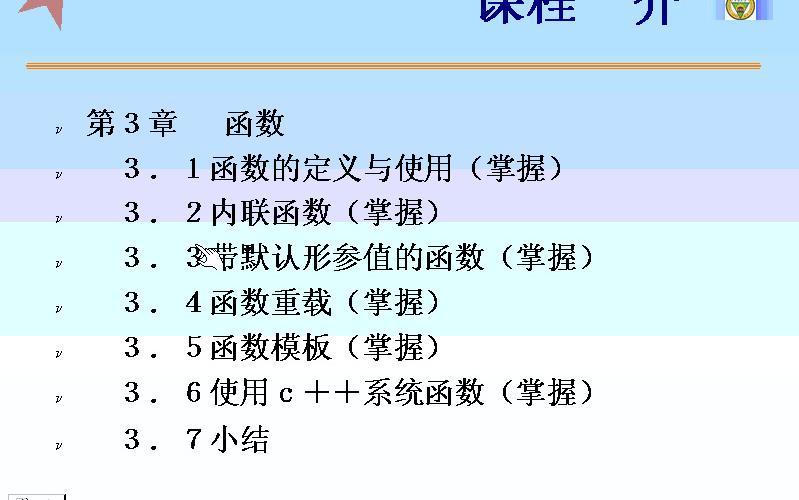 课程 介
第３章 函数
３．１函数的定义与使用（掌握）
３．２内联函数（掌握）
３．３带默认形参值的函数（掌握）
３．４函数重载（掌握）
３．５函数模板（掌握）
３．６使用ｃ＋＋系统函数（掌握）
３．７小结